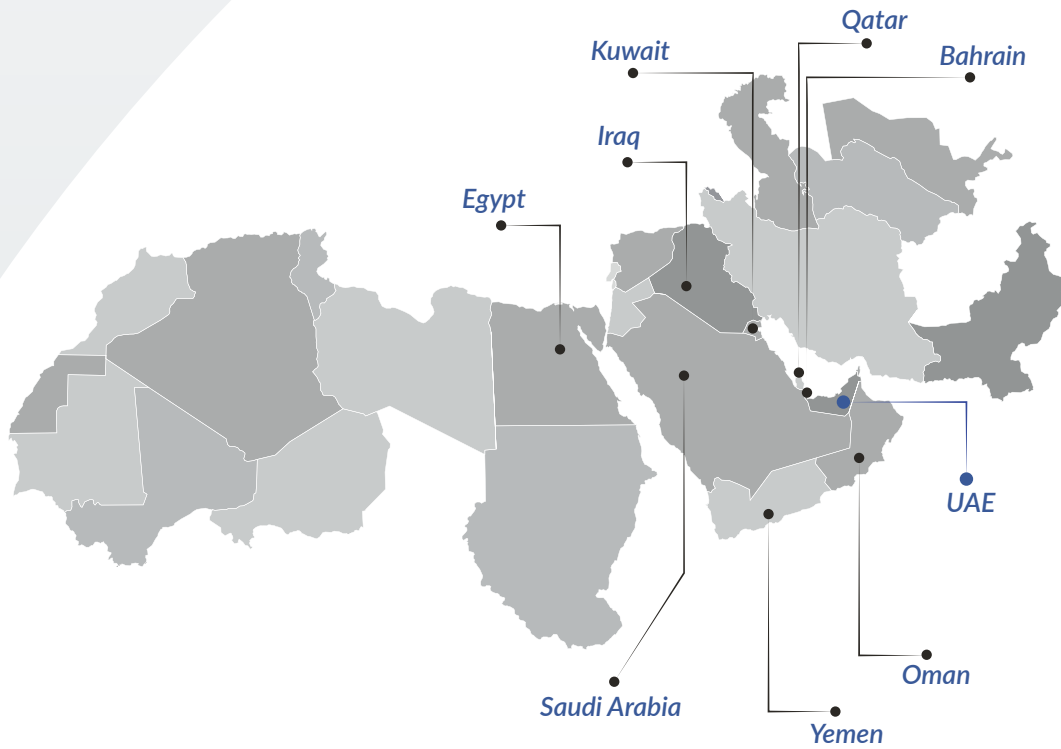 Qatar
Kuwait
Bahrain
Iraq
Egypt
UAE
Oman
Saudi Arabia
Yemen